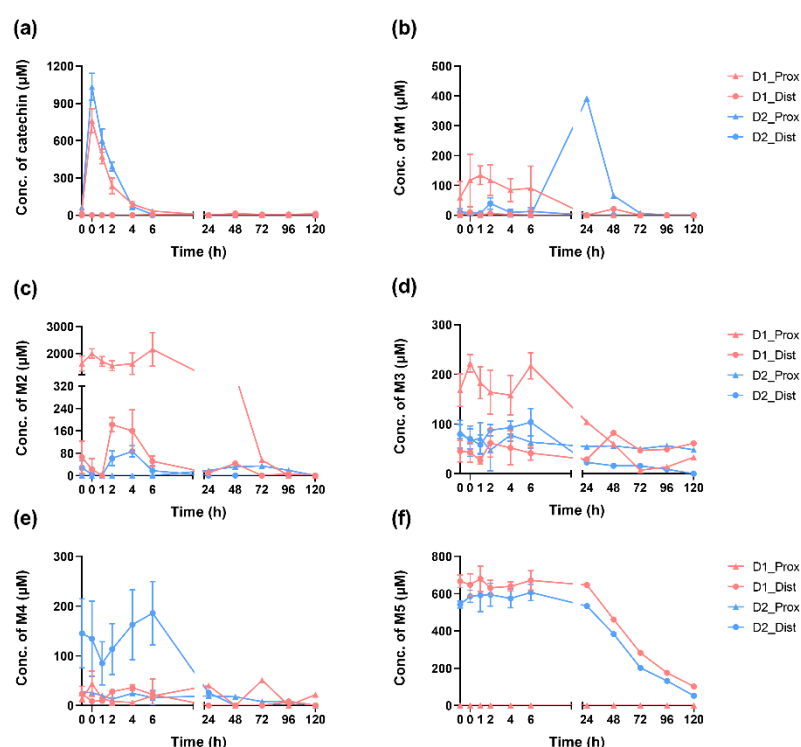 (a)
Conc. of catechin (μM)
1200
900
600
300
0
0 0 1 2 4 6 24 48 72 96 120
Time (h)
(b)
Conc. of M1 (μM)
500
400
300
200
100
0
0 0 1 2 4 6 24 48 72 96 120
Time (h)
D1_Prox
D1_Dist
D2_Prox
D2_Dist
(c)
Conc. of M2 (μM)
3000
2000
320
240
160
80
0
0 0 1 2 4 6 24 48 72 96 120
Time (h)
(d)
Conc. of M3 (μM)
300
200
100
0
0 0 1 2 4 6 24 48 72 96 120
Time (h)
D1_Prox
D1_Dist
D2_Prox
D2_Dist
(e)
Conc. of M4 (μM)
300
200
100
0
0 0 1 2 4 6 24 48 72 96 120
Time (h)
(f)
Conc. of M5 (μM)
800
600
400
200
0
0 0 1 2 4 6 24 48 72 96 120
Time (h)
D1_Prox
D1_Dist
D2_Prox
D2_Dist